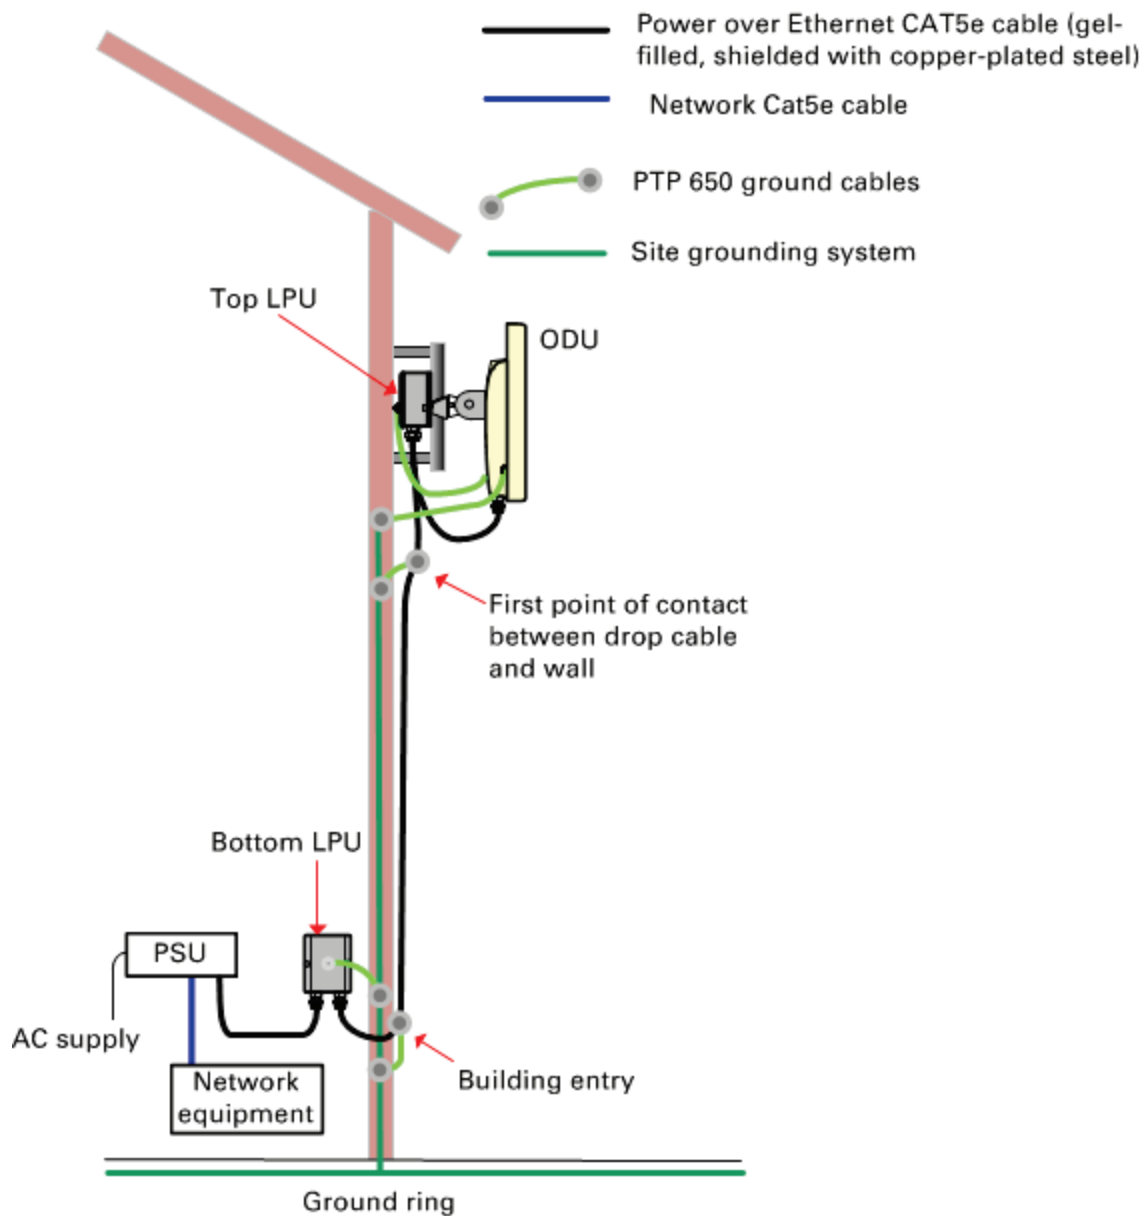 Power over Ethernet CAT5e cable (gel-
filled, shielded with copper-plated steel)
Network Cat5e cable
PTP 650 ground cables
Site grounding system
Top LPU
ODU
First point of contact
between drop cable
and wall
Bottom LPU
PSU
AC supply
Network
equipment
Building entry
Ground ring